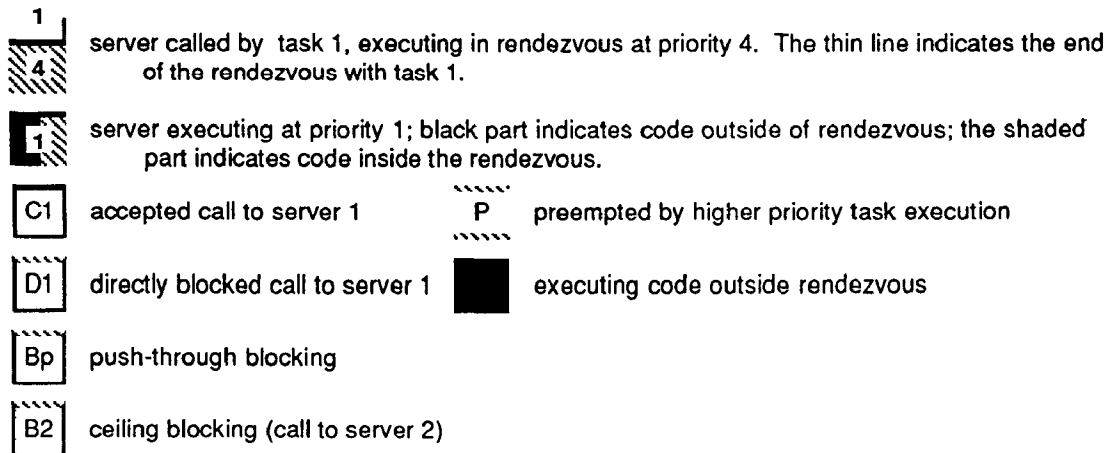 1
server called by task 1, executing in rendezvous at priority 4. The thin line indicates the end
4
of the rendezvous with task 1.
server executing at priority 1; black part indicates code outside of rendezvous; the shaded
1
part indicates code inside the rendezvous.
C1 accepted call to server 1 P preempted by higher priority task execution
D1 directly blocked call to server 1 executing code outside rendezvous
Bp push-through blocking
B2 ceiling blocking (call to server 2)